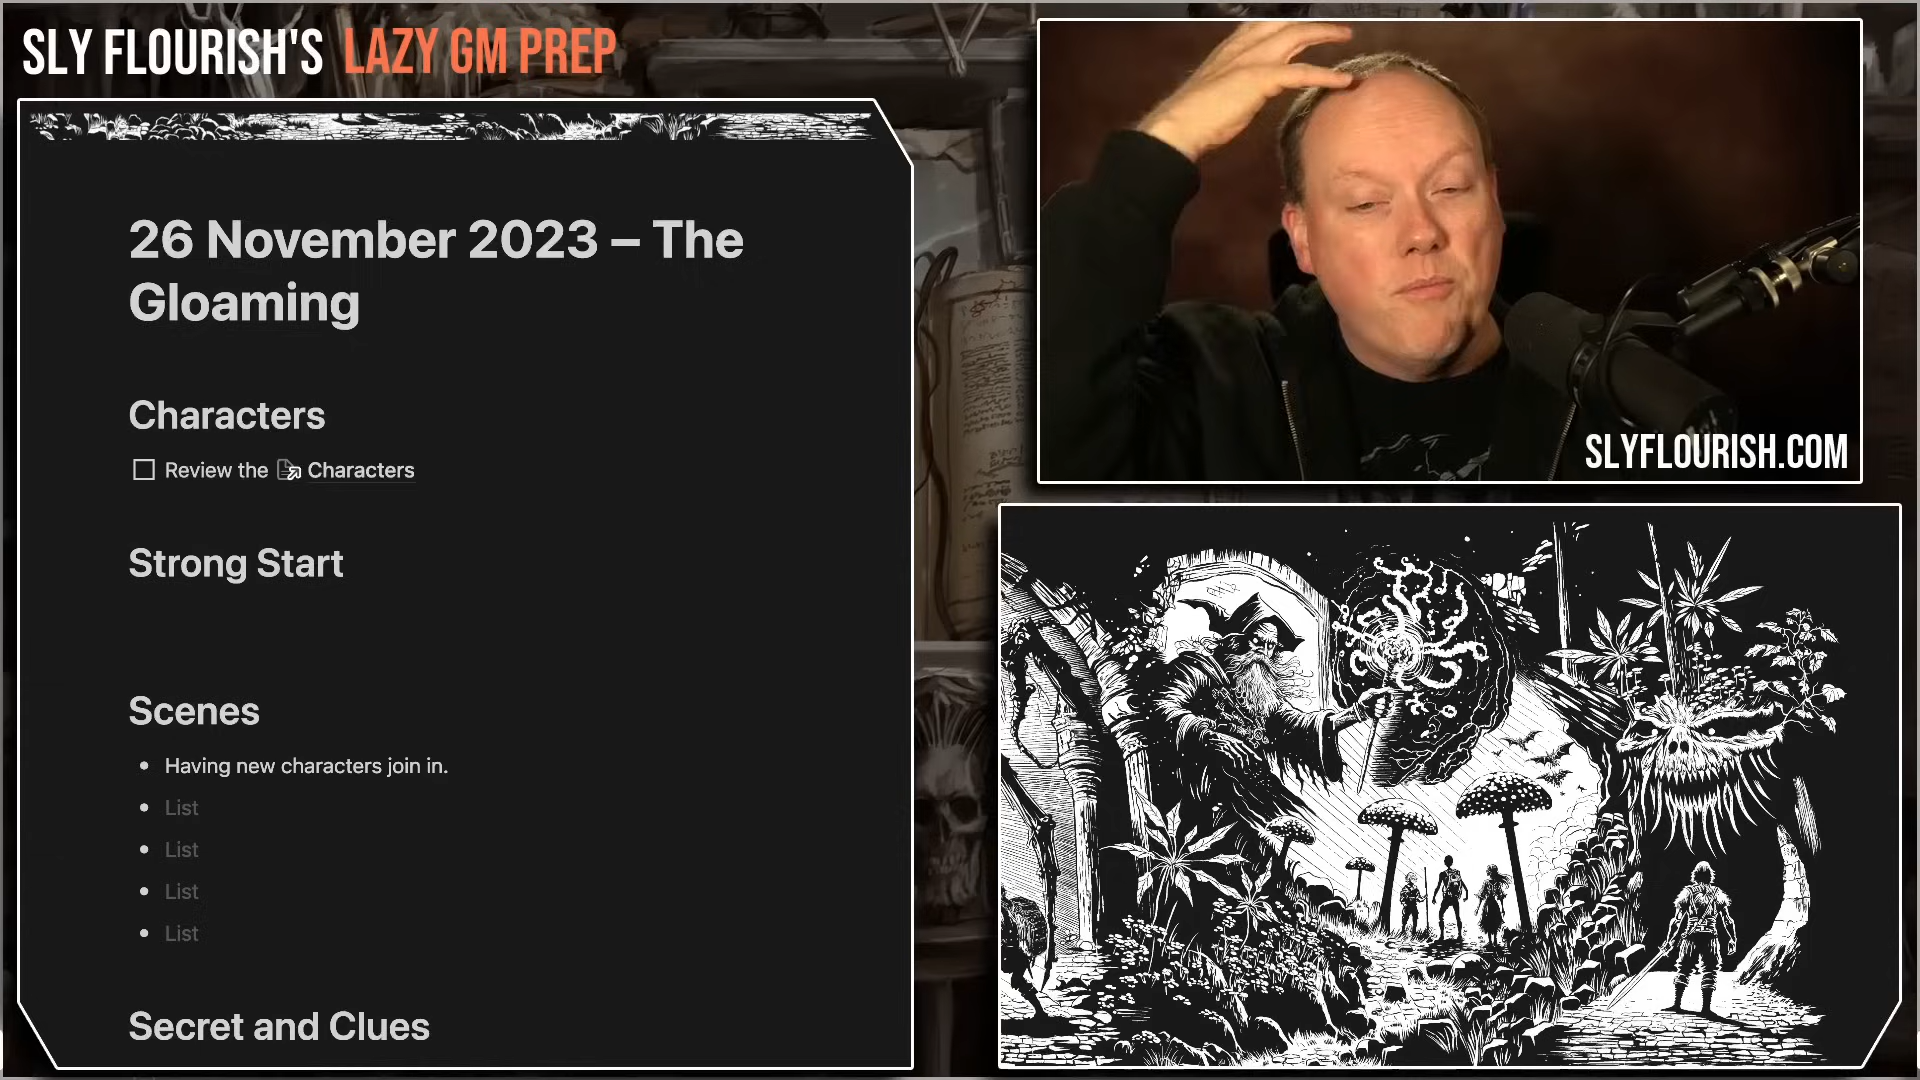 SLY FLOURISH'S LAZY GM PREP
26 November 2023 – The
Gloaming
Characters
Review the Characters
Strong Start
Scenes
Having new characters join in.
List
List
List
List
Secret and Clues
SLYFLOURISH.COM